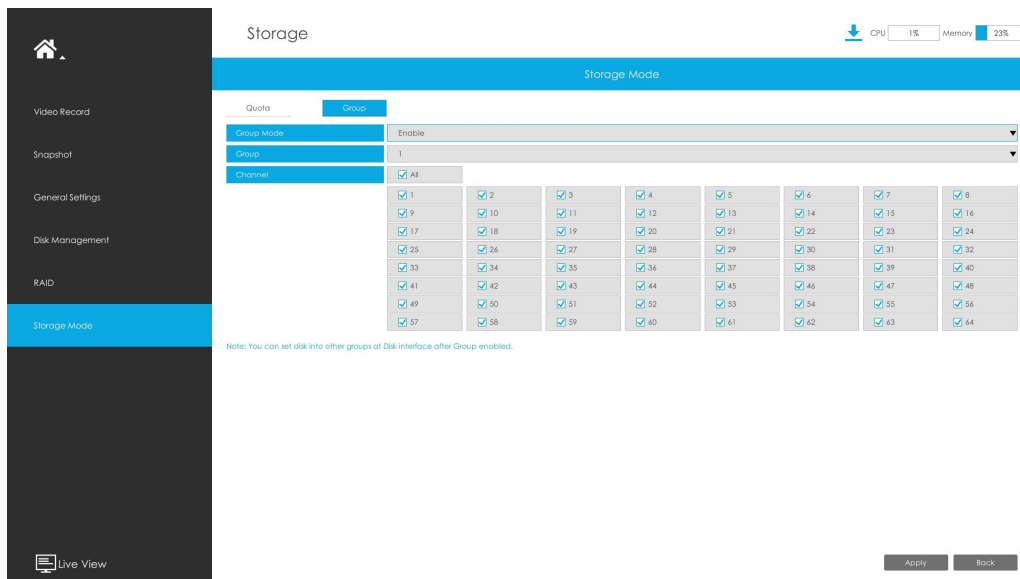 Storage
CPU 1% Memory 23%
Storage Mode
Video Record
Snapshot
General Settings
Disk Management
RAID
Storage Mode
Live View
Quota Group
Group Mode Enable
Group 1
Channel All
1 2 3 4 5 6 7 8
9 10 11 12 13 14 15 16
17 18 19 20 21 22 23 24
25 26 27 28 29 30 31 32
33 34 35 36 37 38 39 40
41 42 43 44 45 46 47 48
49 50 51 52 53 54 55 56
57 58 59 60 61 62 63 64
Note: You can set disk into other groups at Disk interface after Group enabled.
Apply Back